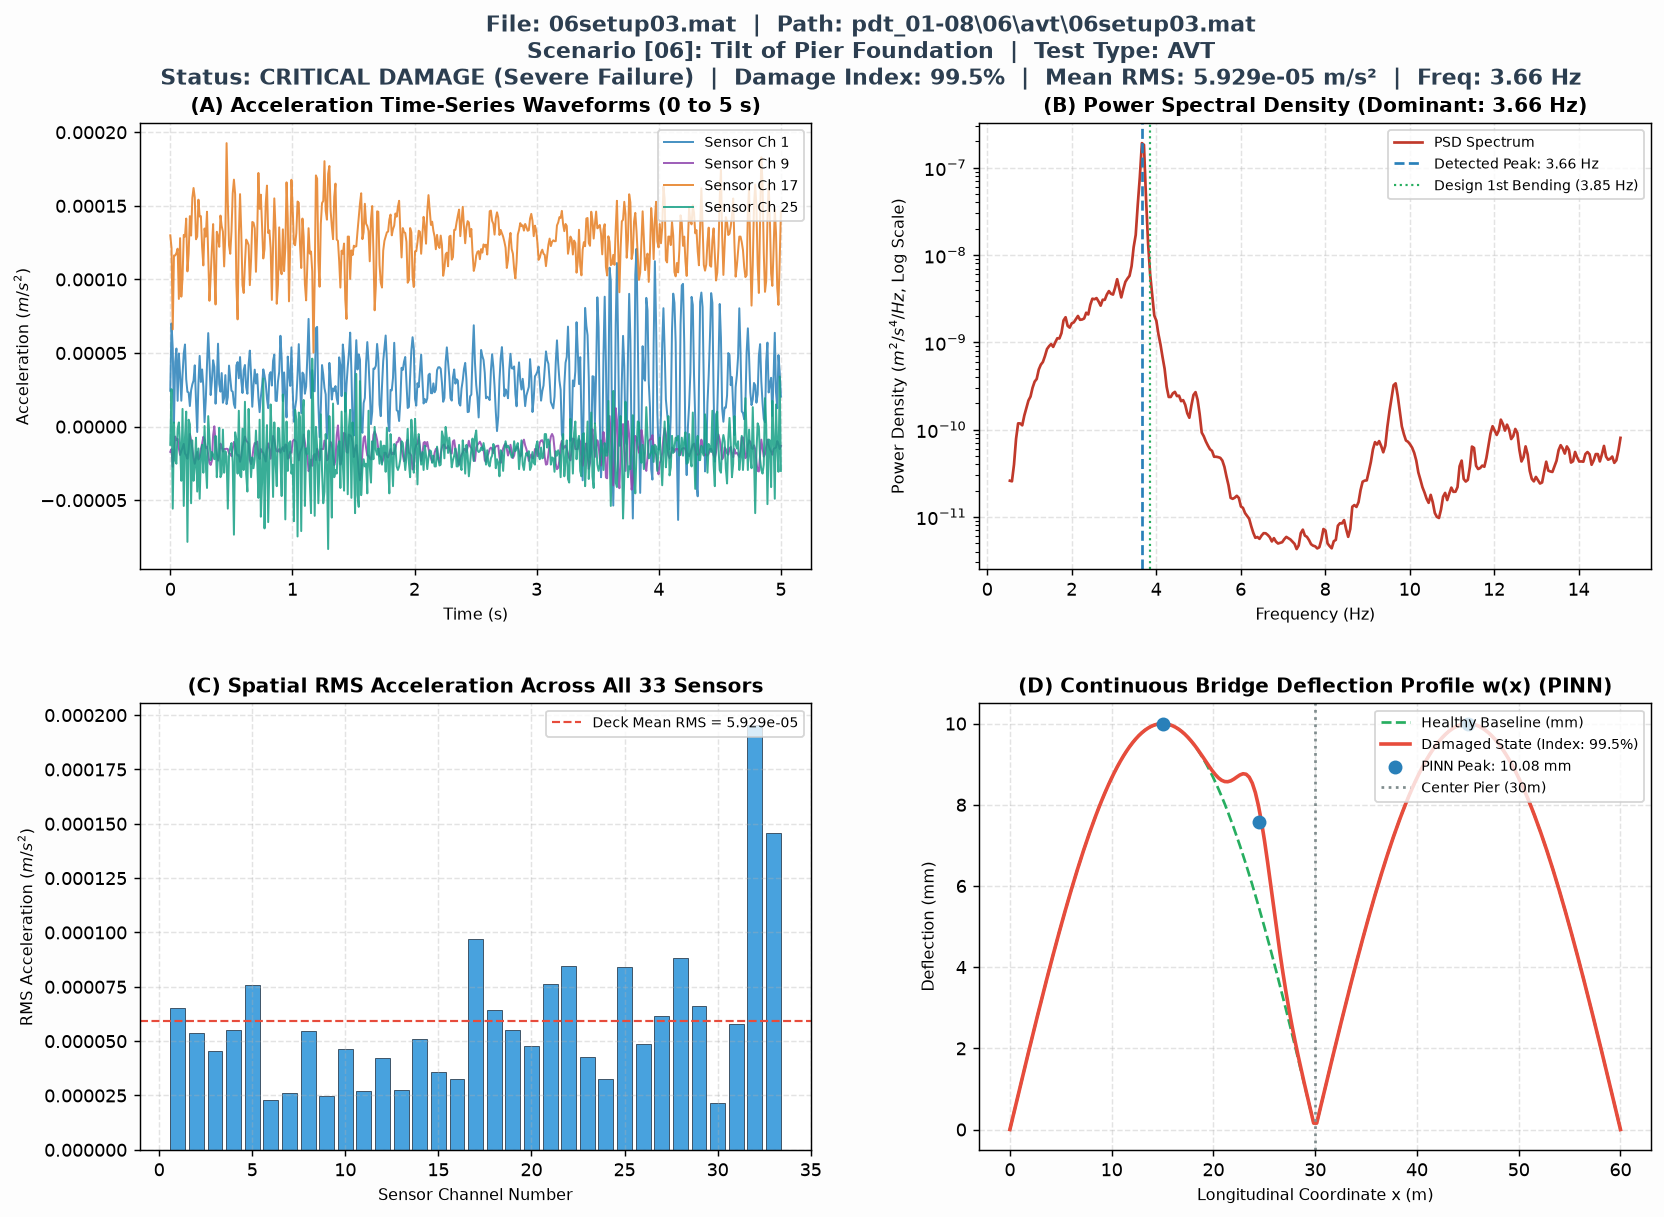 File: 06setup03.mat | Path: pdt_01-08\06\avt\06setup03.mat
Scenario [06]: Tilt of Pier Foundation | Test Type: AVT
Status: CRITICAL DAMAGE (Severe Failure) | Damage Index: 99.5% | Mean RMS: 5.929e-05 m/s² | Freq: 3.66 Hz
(A) Acceleration Time-Series Waveforms (0 to 5 s)
Acceleration (m/s²)
0.00020
0.00015
0.00010
0.00005
0.00000
−0.00005
Sensor Ch 1
Sensor Ch 9
Sensor Ch 17
Sensor Ch 25
0 1 2 3 4 5
Time (s)
(B) Power Spectral Density (Dominant: 3.66 Hz)
Power Density (m²/s⁴/Hz, Log Scale)
10⁻⁷
10⁻⁸
10⁻⁹
10⁻¹⁰
10⁻¹¹
PSD Spectrum
Detected Peak: 3.66 Hz
Design 1st Bending (3.85 Hz)
0 2 4 6 8 10 12 14
Frequency (Hz)
(C) Spatial RMS Acceleration Across All 33 Sensors
RMS Acceleration (m/s²)
0.000200
0.000175
0.000150
0.000125
0.000100
0.000075
0.000050
0.000025
0.000000
Deck Mean RMS = 5.929e-05
0 5 10 15 20 25 30 35
Sensor Channel Number
(D) Continuous Bridge Deflection Profile w(x) (PINN)
Deflection (mm)
10
8
6
4
2
0
Healthy Baseline (mm)
Damaged State (Index: 99.5%)
PINN Peak: 10.08 mm
Center Pier (30m)
0 10 20 30 40 50 60
Longitudinal Coordinate x (m)